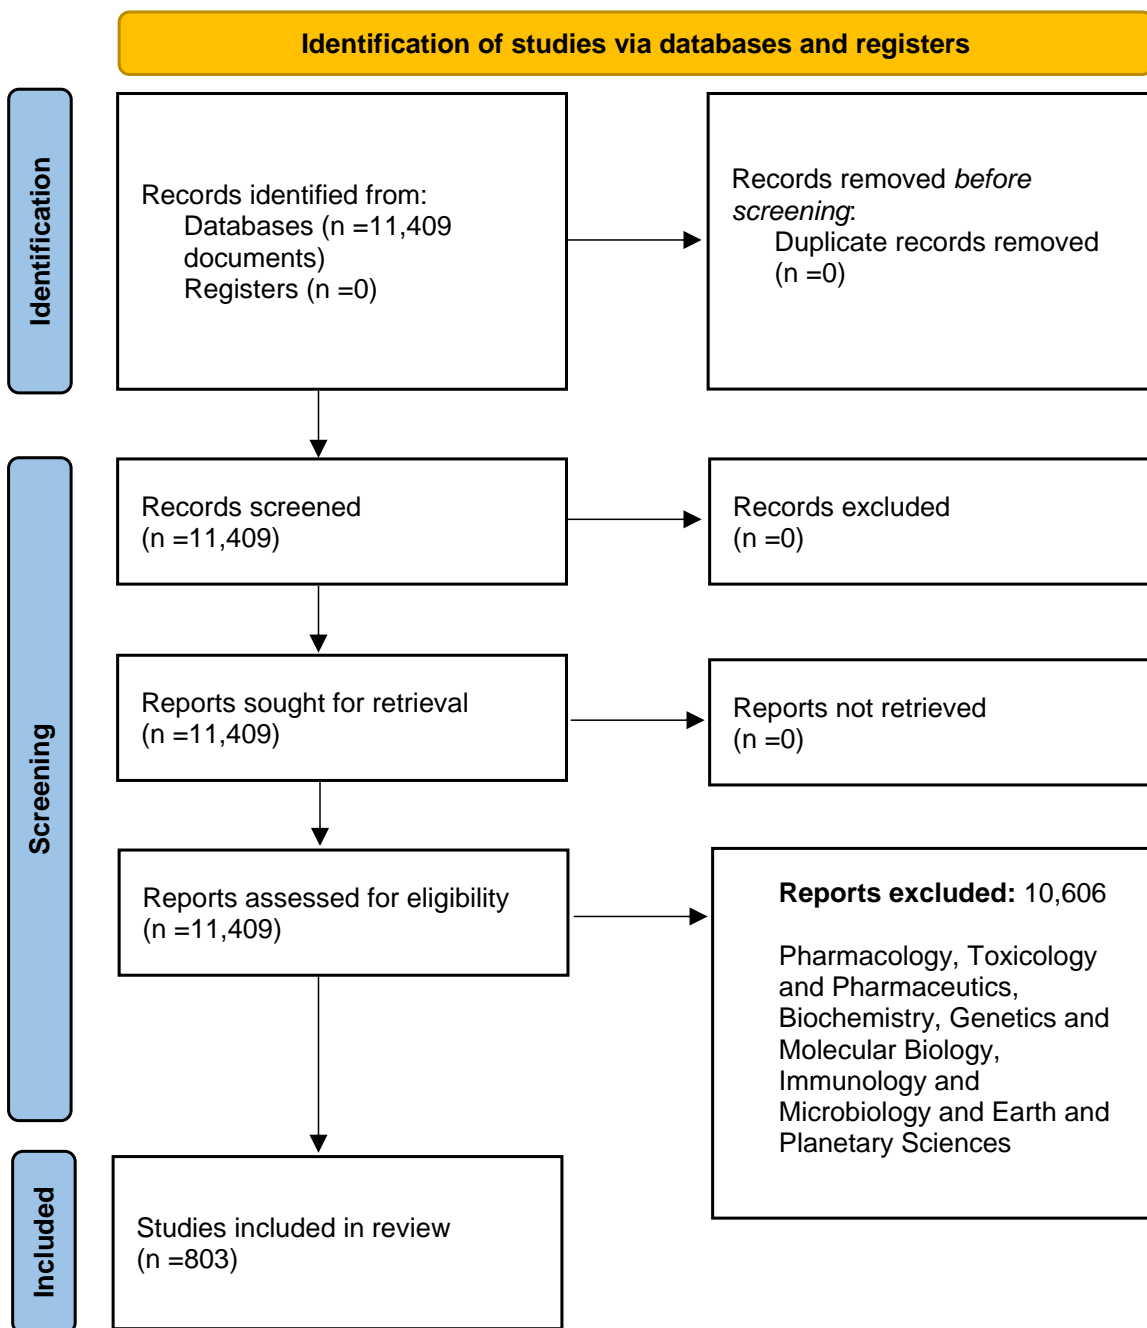 Identification of studies via databases and registers
Identification
Records identified from:
Databases (n =11,409
documents)
Registers (n =0)
Records removed before
screening:
Duplicate records removed
(n =0)
Screening
Records screened
(n =11,409)
Records excluded
(n =0)
Reports sought for retrieval
(n =11,409)
Reports not retrieved
(n =0)
Reports assessed for eligibility
(n =11,409)
Reports excluded: 10,606
Pharmacology, Toxicology
and Pharmaceutics,
Biochemistry, Genetics and
Molecular Biology,
Immunology and
Microbiology and Earth and
Planetary Sciences
Included
Studies included in review
(n =803)